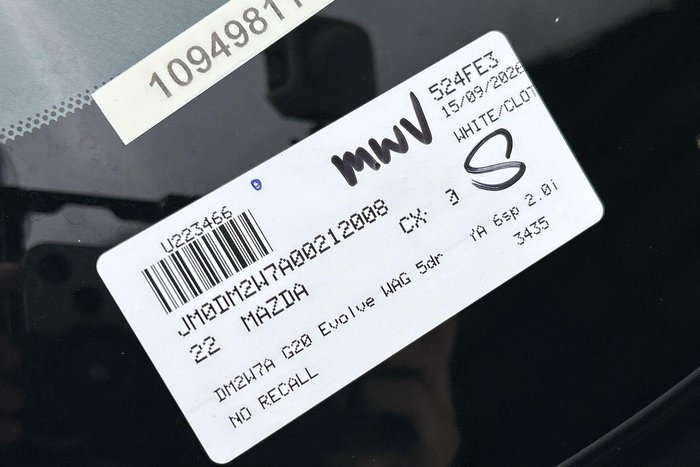 1094981
524FE3
15/09/2026
WHITE/CLOT
MWV
S
U223466
JM0DM2W7A00212008
22 MAZDA CX- 3
DM2W7A G20 Evolve WAG 5dr YA 6sp 2.0i
NO RECALL 3435